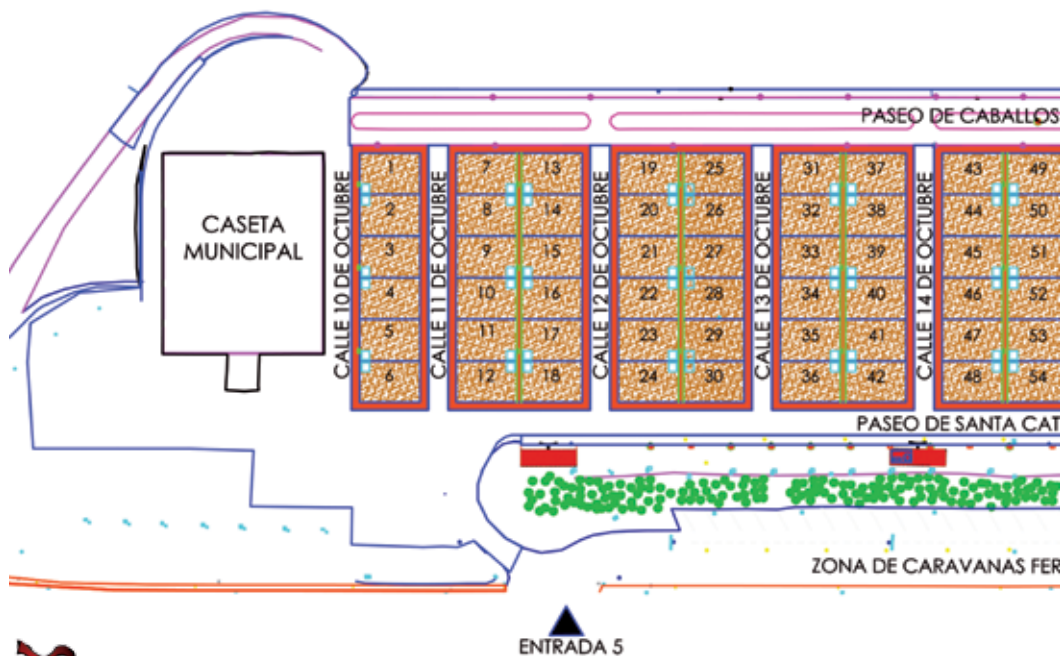 PASEO DE CABALLOS
CASETA
MUNICIPAL
CALLE 10 DE OCTUBRE
1
2
3
4
5
6
CALLE 11 DE OCTUBRE
7 13
8 14
9 15
10 16
11 17
12 18
CALLE 12 DE OCTUBRE
19 25
20 26
21 27
22 28
23 29
24 30
CALLE 13 DE OCTUBRE
31 37
32 38
33 39
34 40
35 41
36 42
CALLE 14 DE OCTUBRE
43 49
44 50
45 51
46 52
47 53
48 54
PASEO DE SANTA CAT
ZONA DE CARAVANAS FER
ENTRADA 5